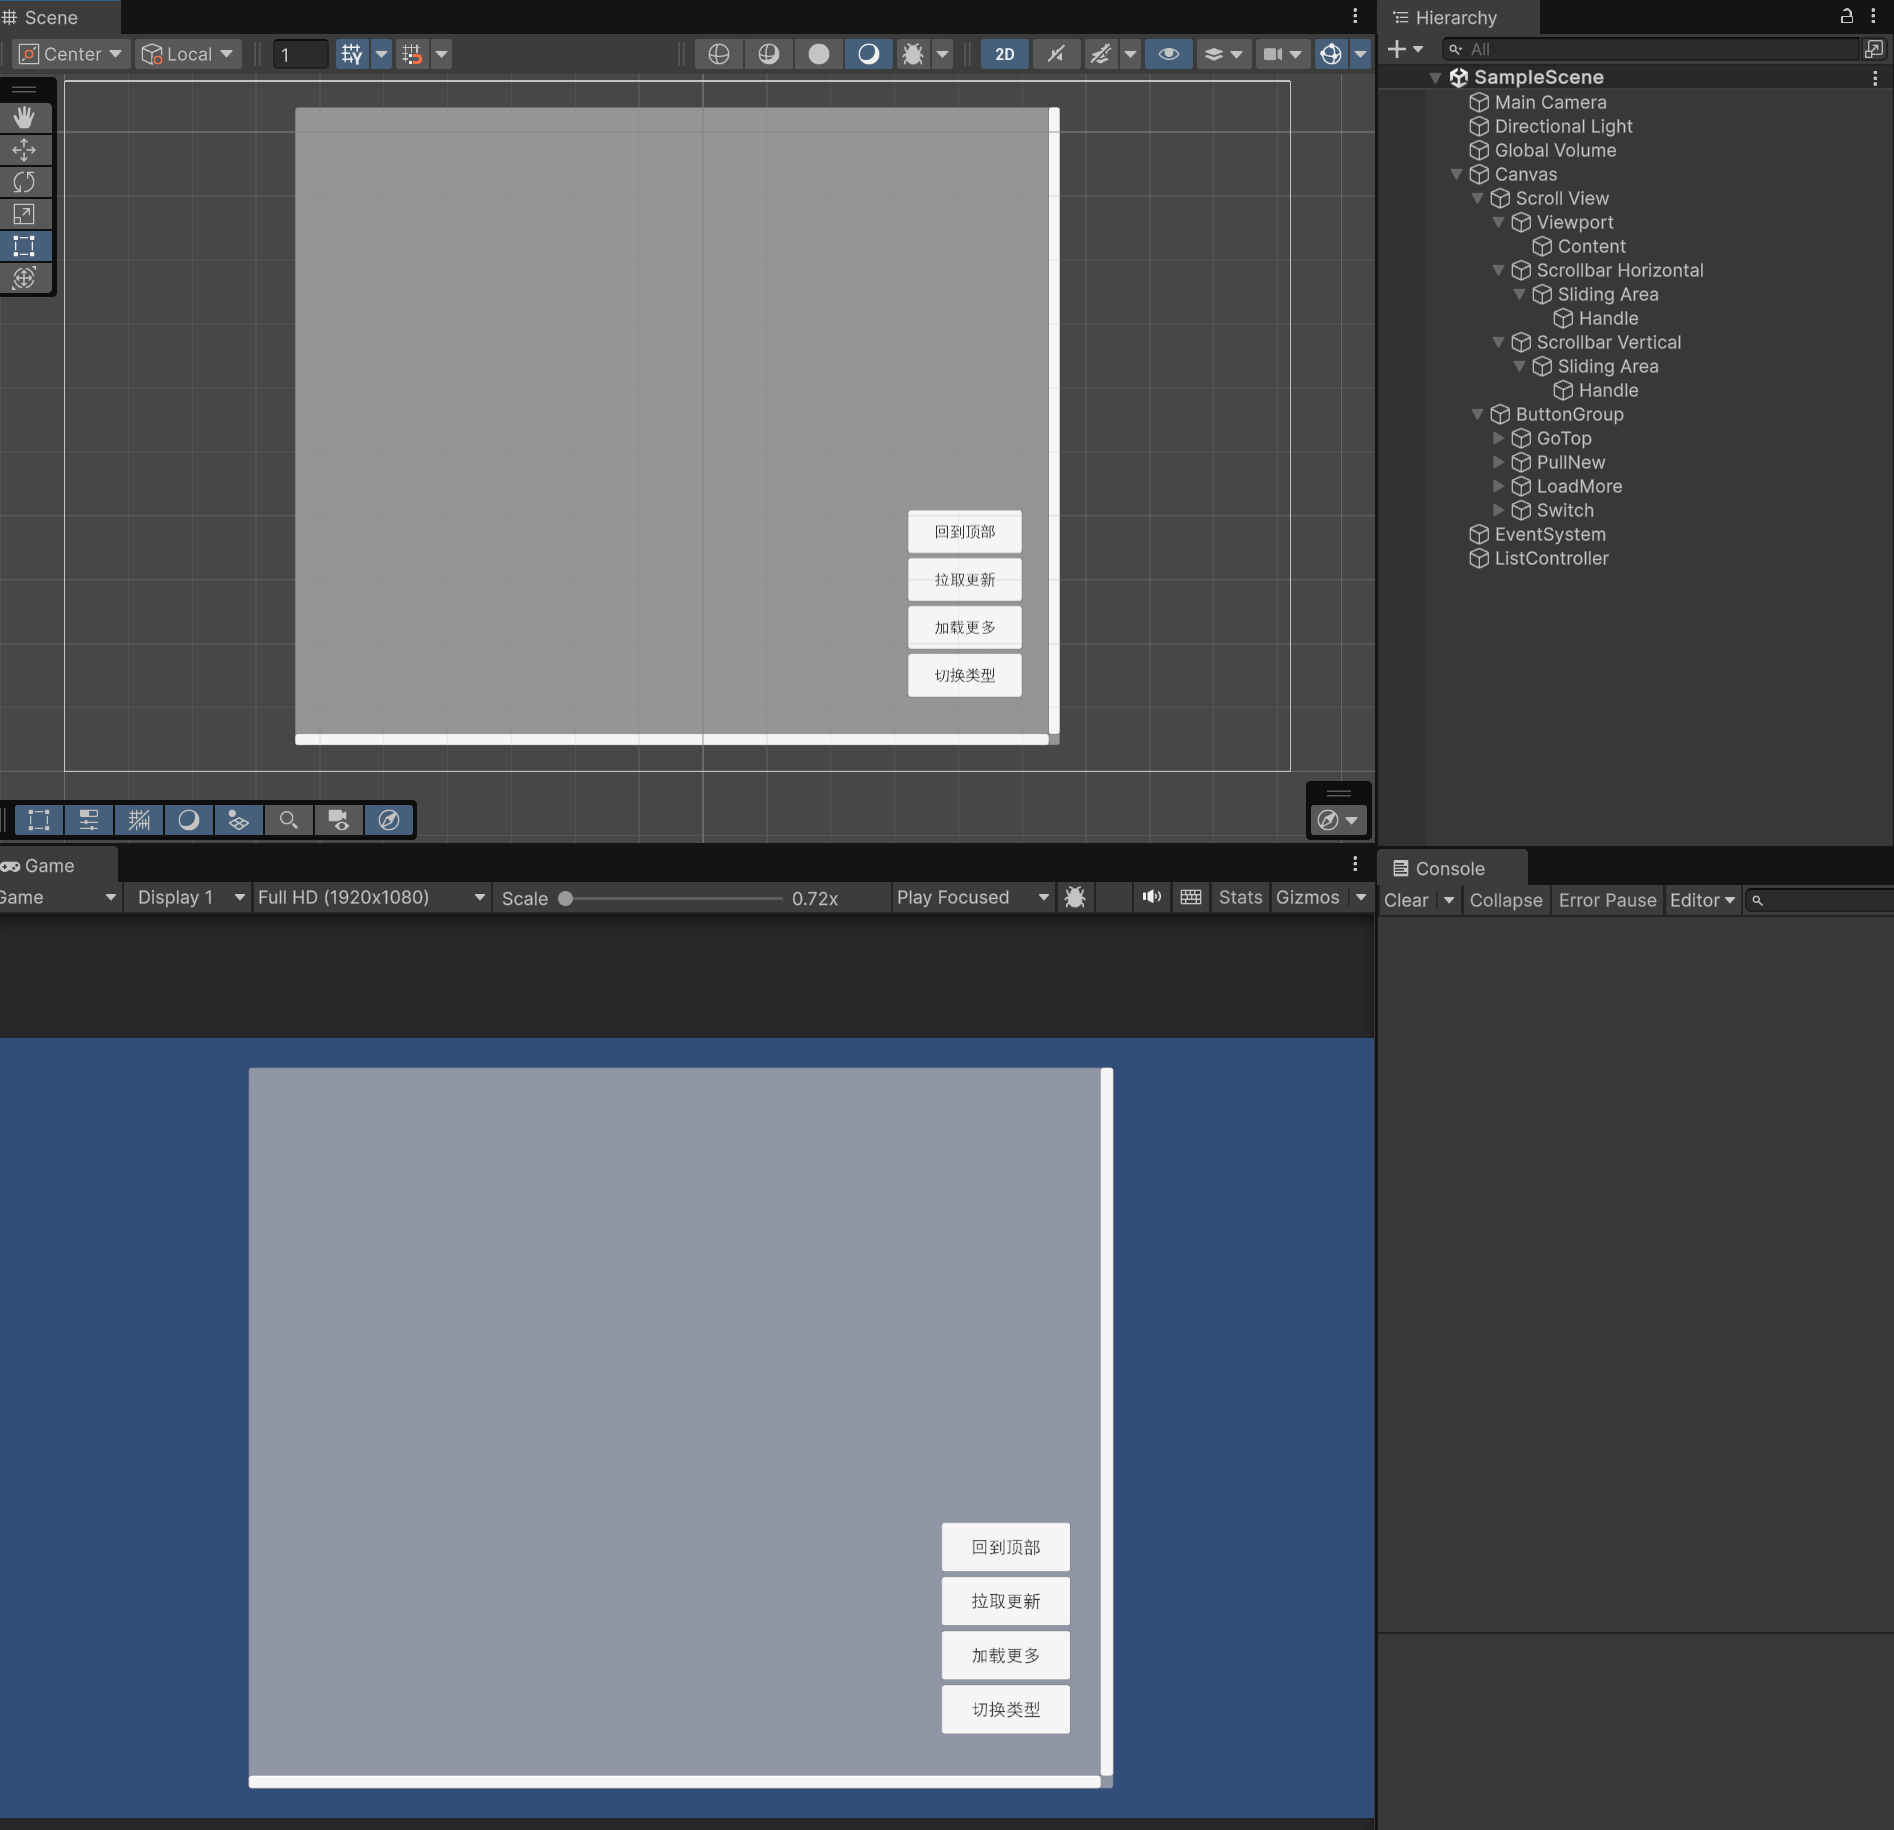 Scene
Center
Local
1
2D
回到顶部
拉取更新
加载更多
切换类型
Hierarchy
All
SampleScene
Main Camera
Directional Light
Global Volume
Canvas
Scroll View
Viewport
Content
Scrollbar Horizontal
Sliding Area
Handle
Scrollbar Vertical
Sliding Area
Handle
ButtonGroup
GoTop
PullNew
LoadMore
Switch
EventSystem
ListController
Game
Game Display 1 Full HD (1920x1080) Scale 0.72x Play Focused Stats Gizmos
回到顶部
拉取更新
加载更多
切换类型
Console
Clear Collapse Error Pause Editor